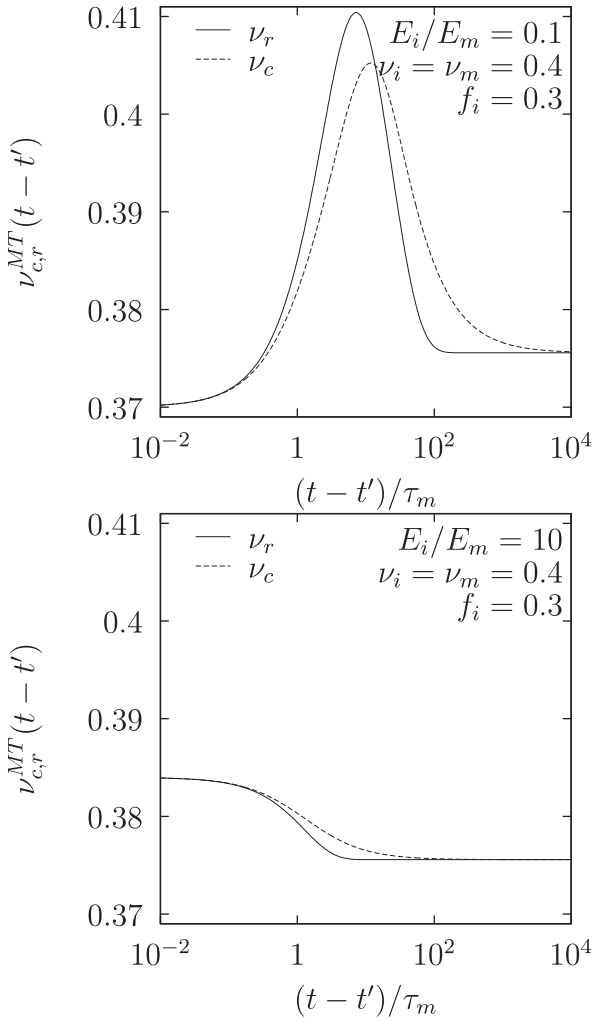 0.41
0.4
0.39
0.38
0.37
ν_{c,r}^{MT}(t − t′)
ν_r
ν_c
E_i/E_m = 0.1
ν_i = ν_m = 0.4
f_i = 0.3
10^{−2} 1 10^2 10^4
(t − t′)/τ_m
0.41
0.4
0.39
0.38
0.37
ν_{c,r}^{MT}(t − t′)
ν_r
ν_c
E_i/E_m = 10
ν_i = ν_m = 0.4
f_i = 0.3
10^{−2} 1 10^2 10^4
(t − t′)/τ_m